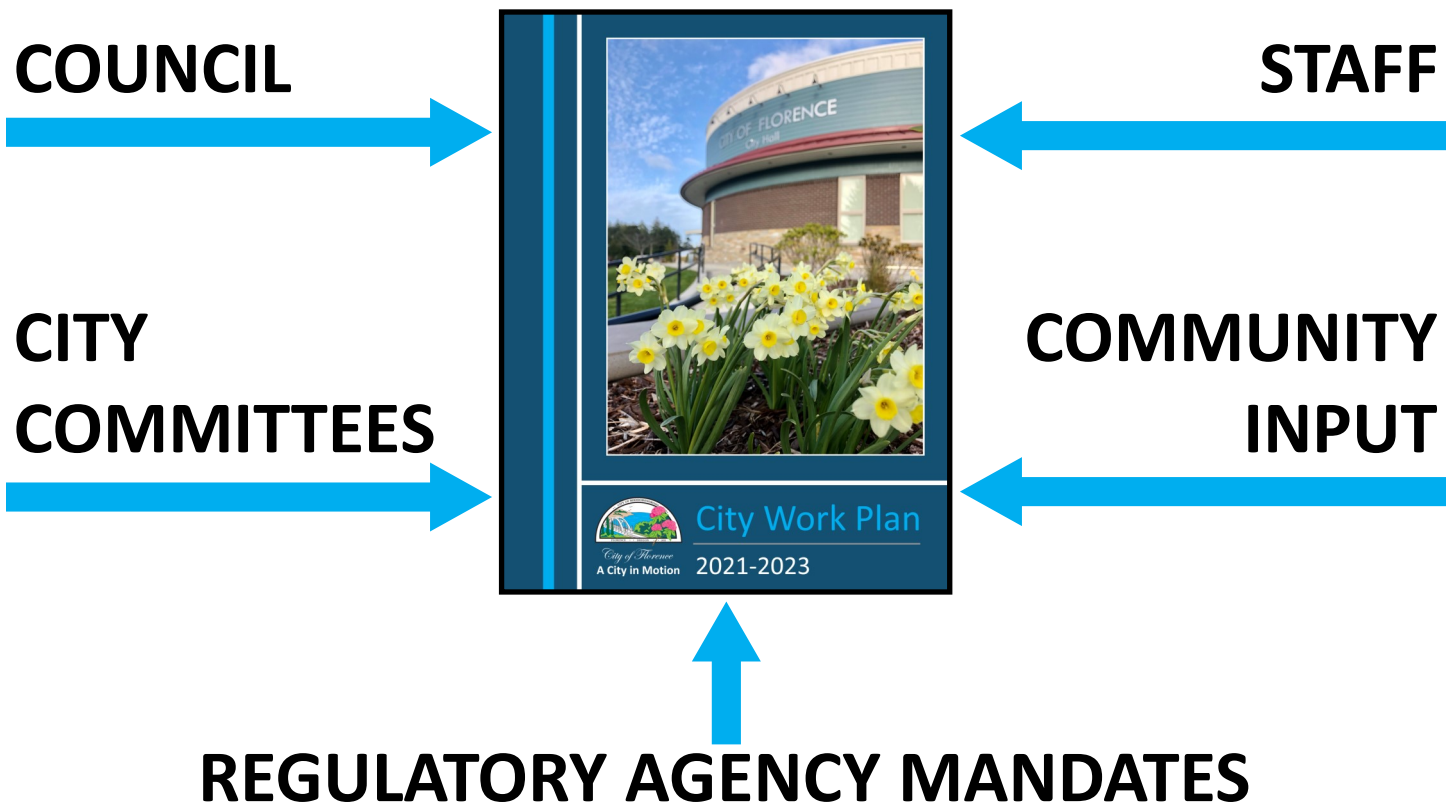 COUNCIL
STAFF
CITY OF FLORENCE
City Hall
CITY
COMMITTEES
COMMUNITY
INPUT
City of Florence
A City in Motion
City Work Plan
2021-2023
REGULATORY AGENCY MANDATES